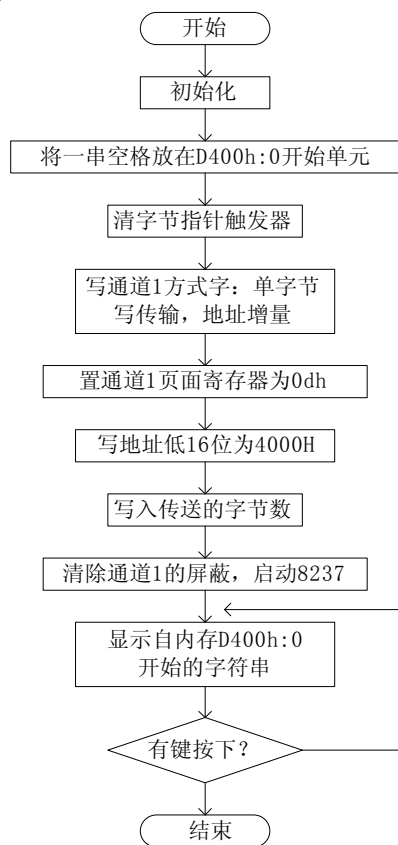 开始
初始化
将一串空格放在D400h:0开始单元
清字节指针触发器
写通道1方式字：单字节
写传输，地址增量
置通道1页面寄存器为0dh
写地址低16位为4000H
写入传送的字节数
清除通道1的屏蔽，启动8237
显示自内存D400h:0
开始的字符串
有键按下？
结束